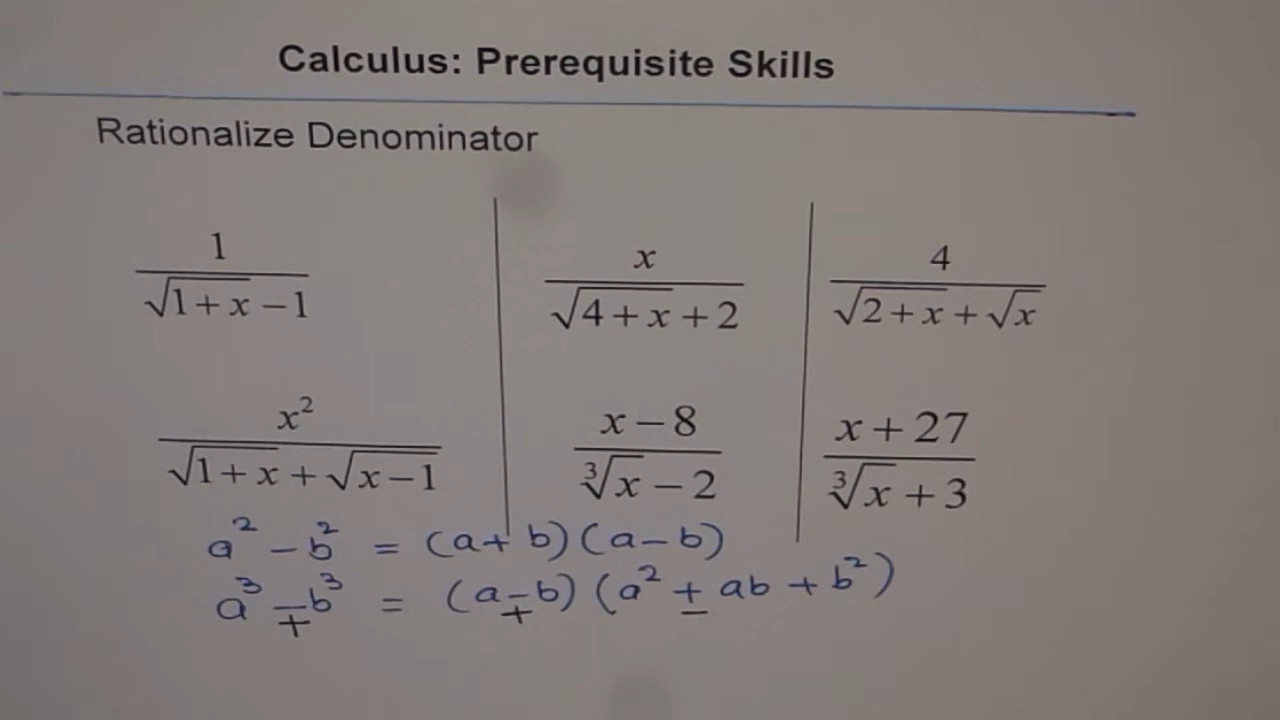 Calculus: Prerequisite Skills
Rationalize Denominator
1/(√(1+x) − 1)
x/(√(4+x) + 2)
4/(√(2+x) + √x)
x²/(√(1+x) + √(x−1))
(x − 8)/(∛x − 2)
(x + 27)/(∛x + 3)
a² − b² = (a+b)(a−b)
a³ ∓ b³ = (a ∓ b)(a² ± ab + b²)